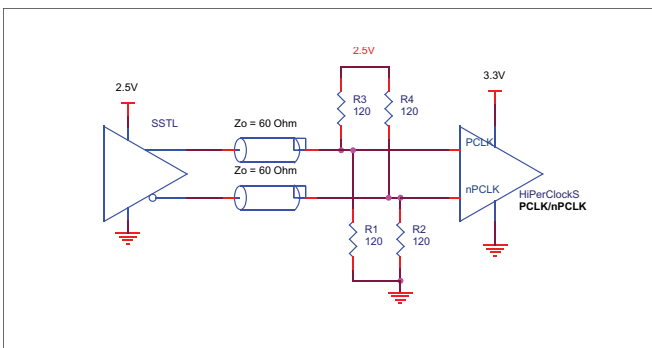 2.5V
2.5V
3.3V
SSTL
Zo = 60 Ohm
R3
120
R4
120
PCLK
Zo = 60 Ohm
nPCLK
HiPerClockS
PCLK/nPCLK
R1
120
R2
120